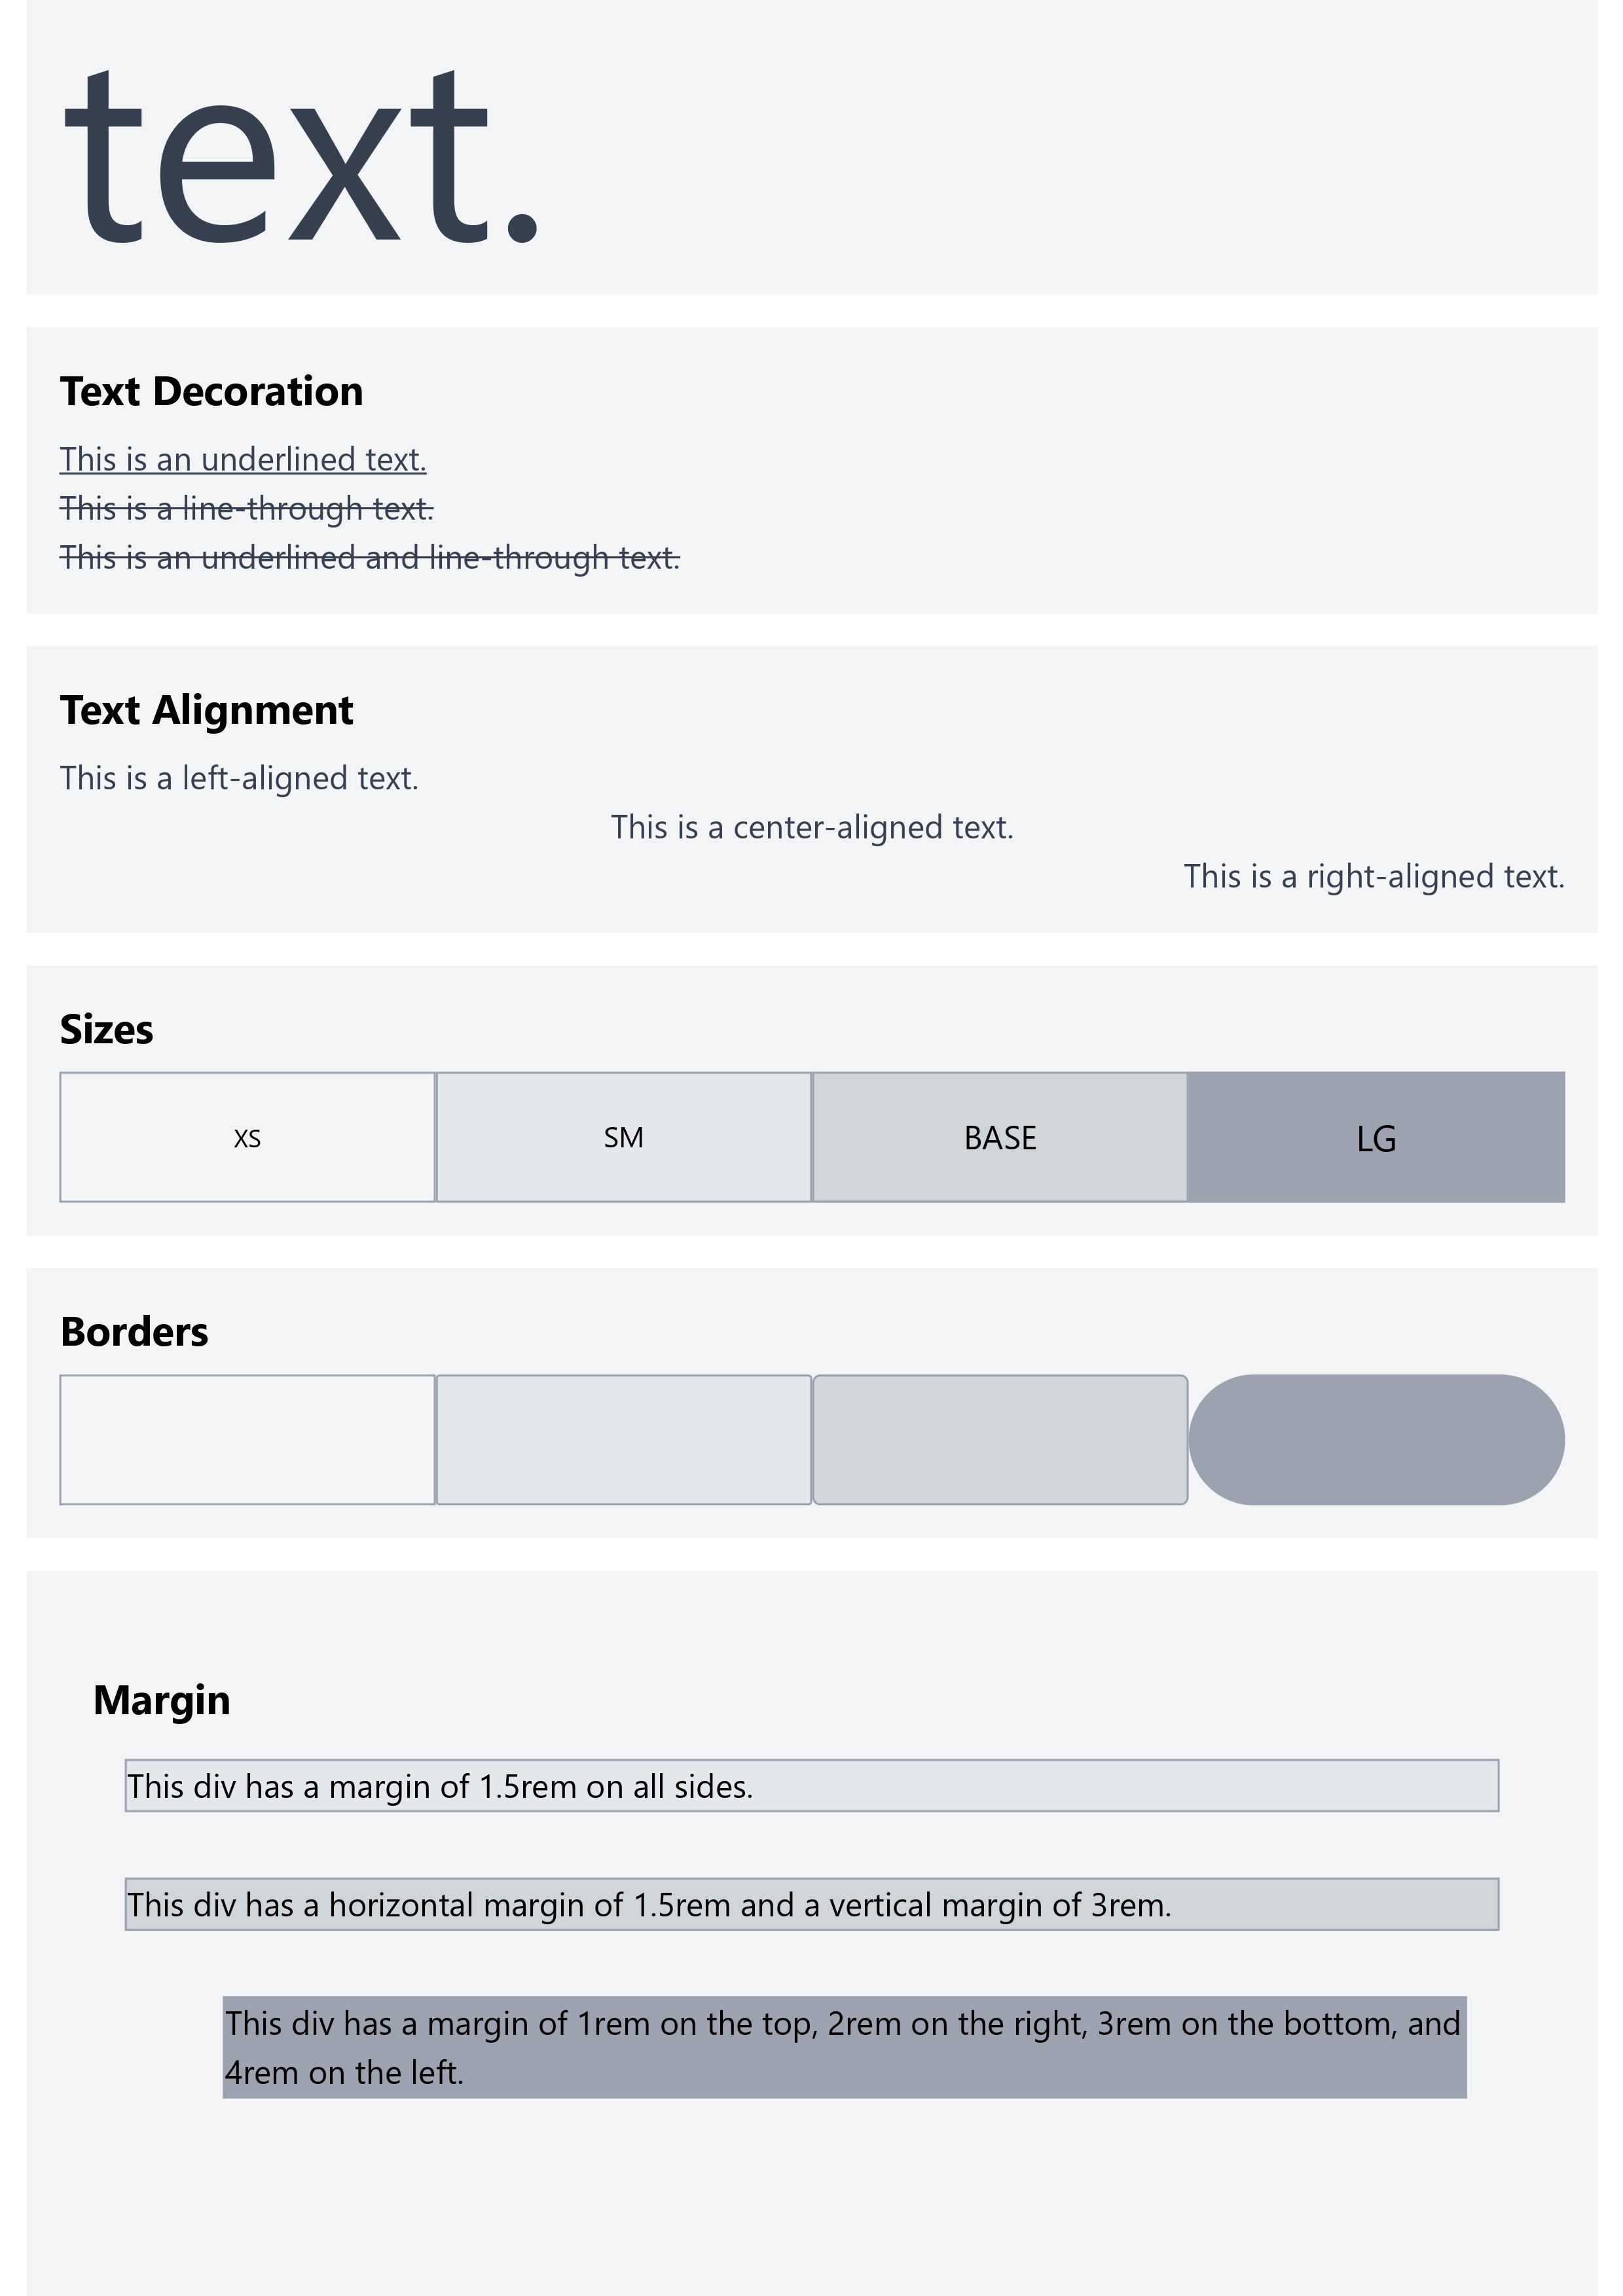 text.
Text Decoration
This is an underlined text.
This is a line-through text.
This is an underlined and line-through text.
Text Alignment
This is a left-aligned text.
This is a center-aligned text.
This is a right-aligned text.
Sizes
XS SM BASE LG
Borders
Margin
This div has a margin of 1.5rem on all sides.
This div has a horizontal margin of 1.5rem and a vertical margin of 3rem.
This div has a margin of 1rem on the top, 2rem on the right, 3rem on the bottom, and
4rem on the left.